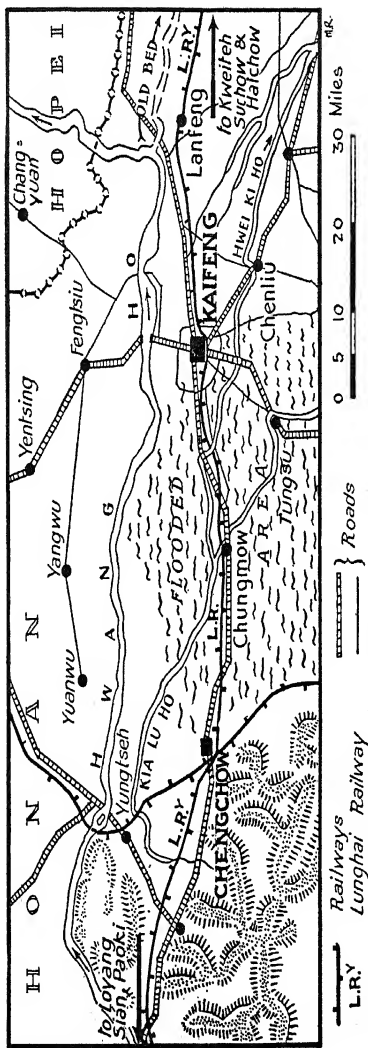 HONAN
HOPEI
Chang Yuan
Yentsing
Fengtsiu
Yangwu
Yuanwu
HWANG HO
OLD BED
L.RY
Lanfeng
to Kweiteh
Suchow &
Haichow
Yungtseh
KIA LU HO
FLOODED
AREA
KAIFENG
HWEI KI HO
Chenliu
Tungsu
Chungmow
L.R.
CHENGCHOW
L.RY
to Loyang
Sian, Paoki
M.R.
Railways
L.R.Y Lunghai Railway
Roads
0 5 10 20 30 Miles